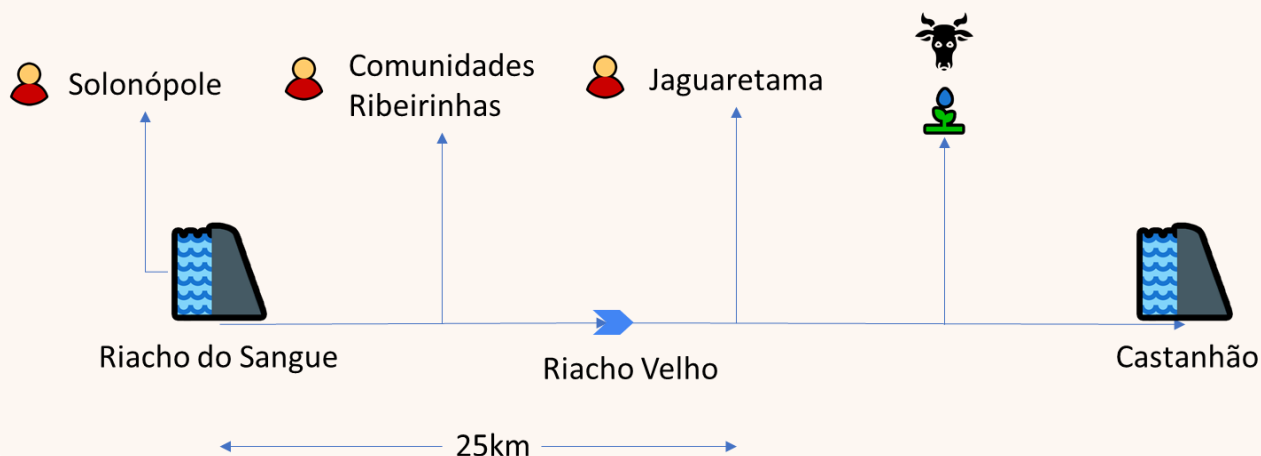 Solonópole
Comunidades
Ribeirinhas
Jaguaretama
Riacho do Sangue
Riacho Velho
Castanhão
25km